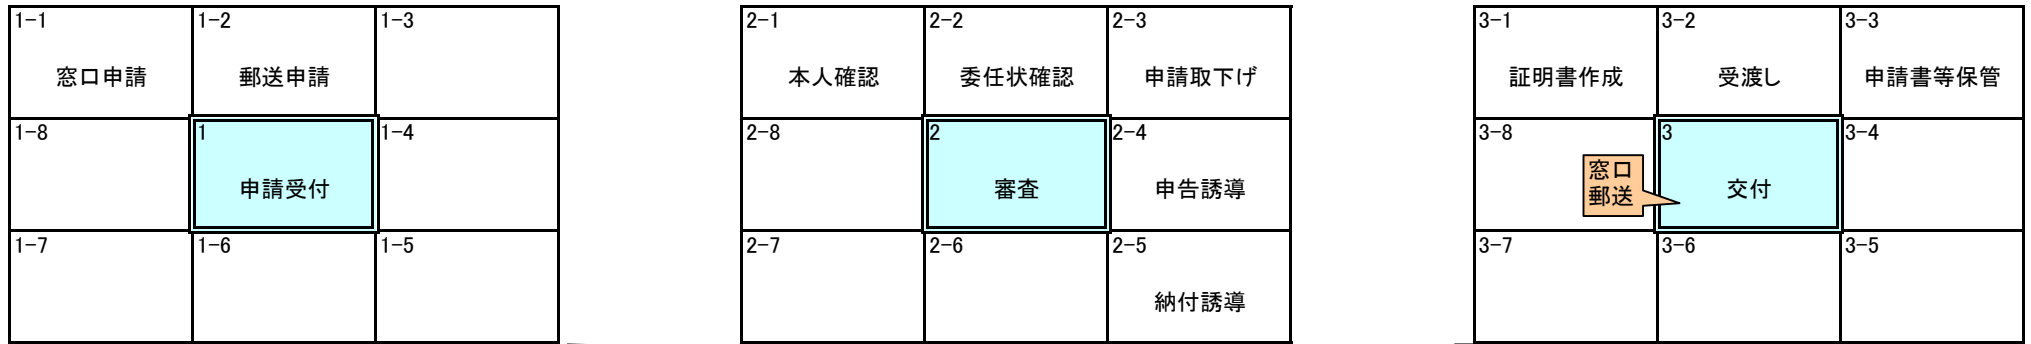 1-1
窓口申請
1-2
郵送申請
1-3
1-8
1
申請受付
1-4
1-7
1-6
1-5
2-1
本人確認
2-2
委任状確認
2-3
申請取下げ
2-8
2
審査
2-4
申告誘導
2-7
2-6
2-5
納付誘導
3-1
証明書作成
3-2
受渡し
3-3
申請書等保管
3-8
窓口
郵送
3
交付
3-4
3-7
3-6
3-5